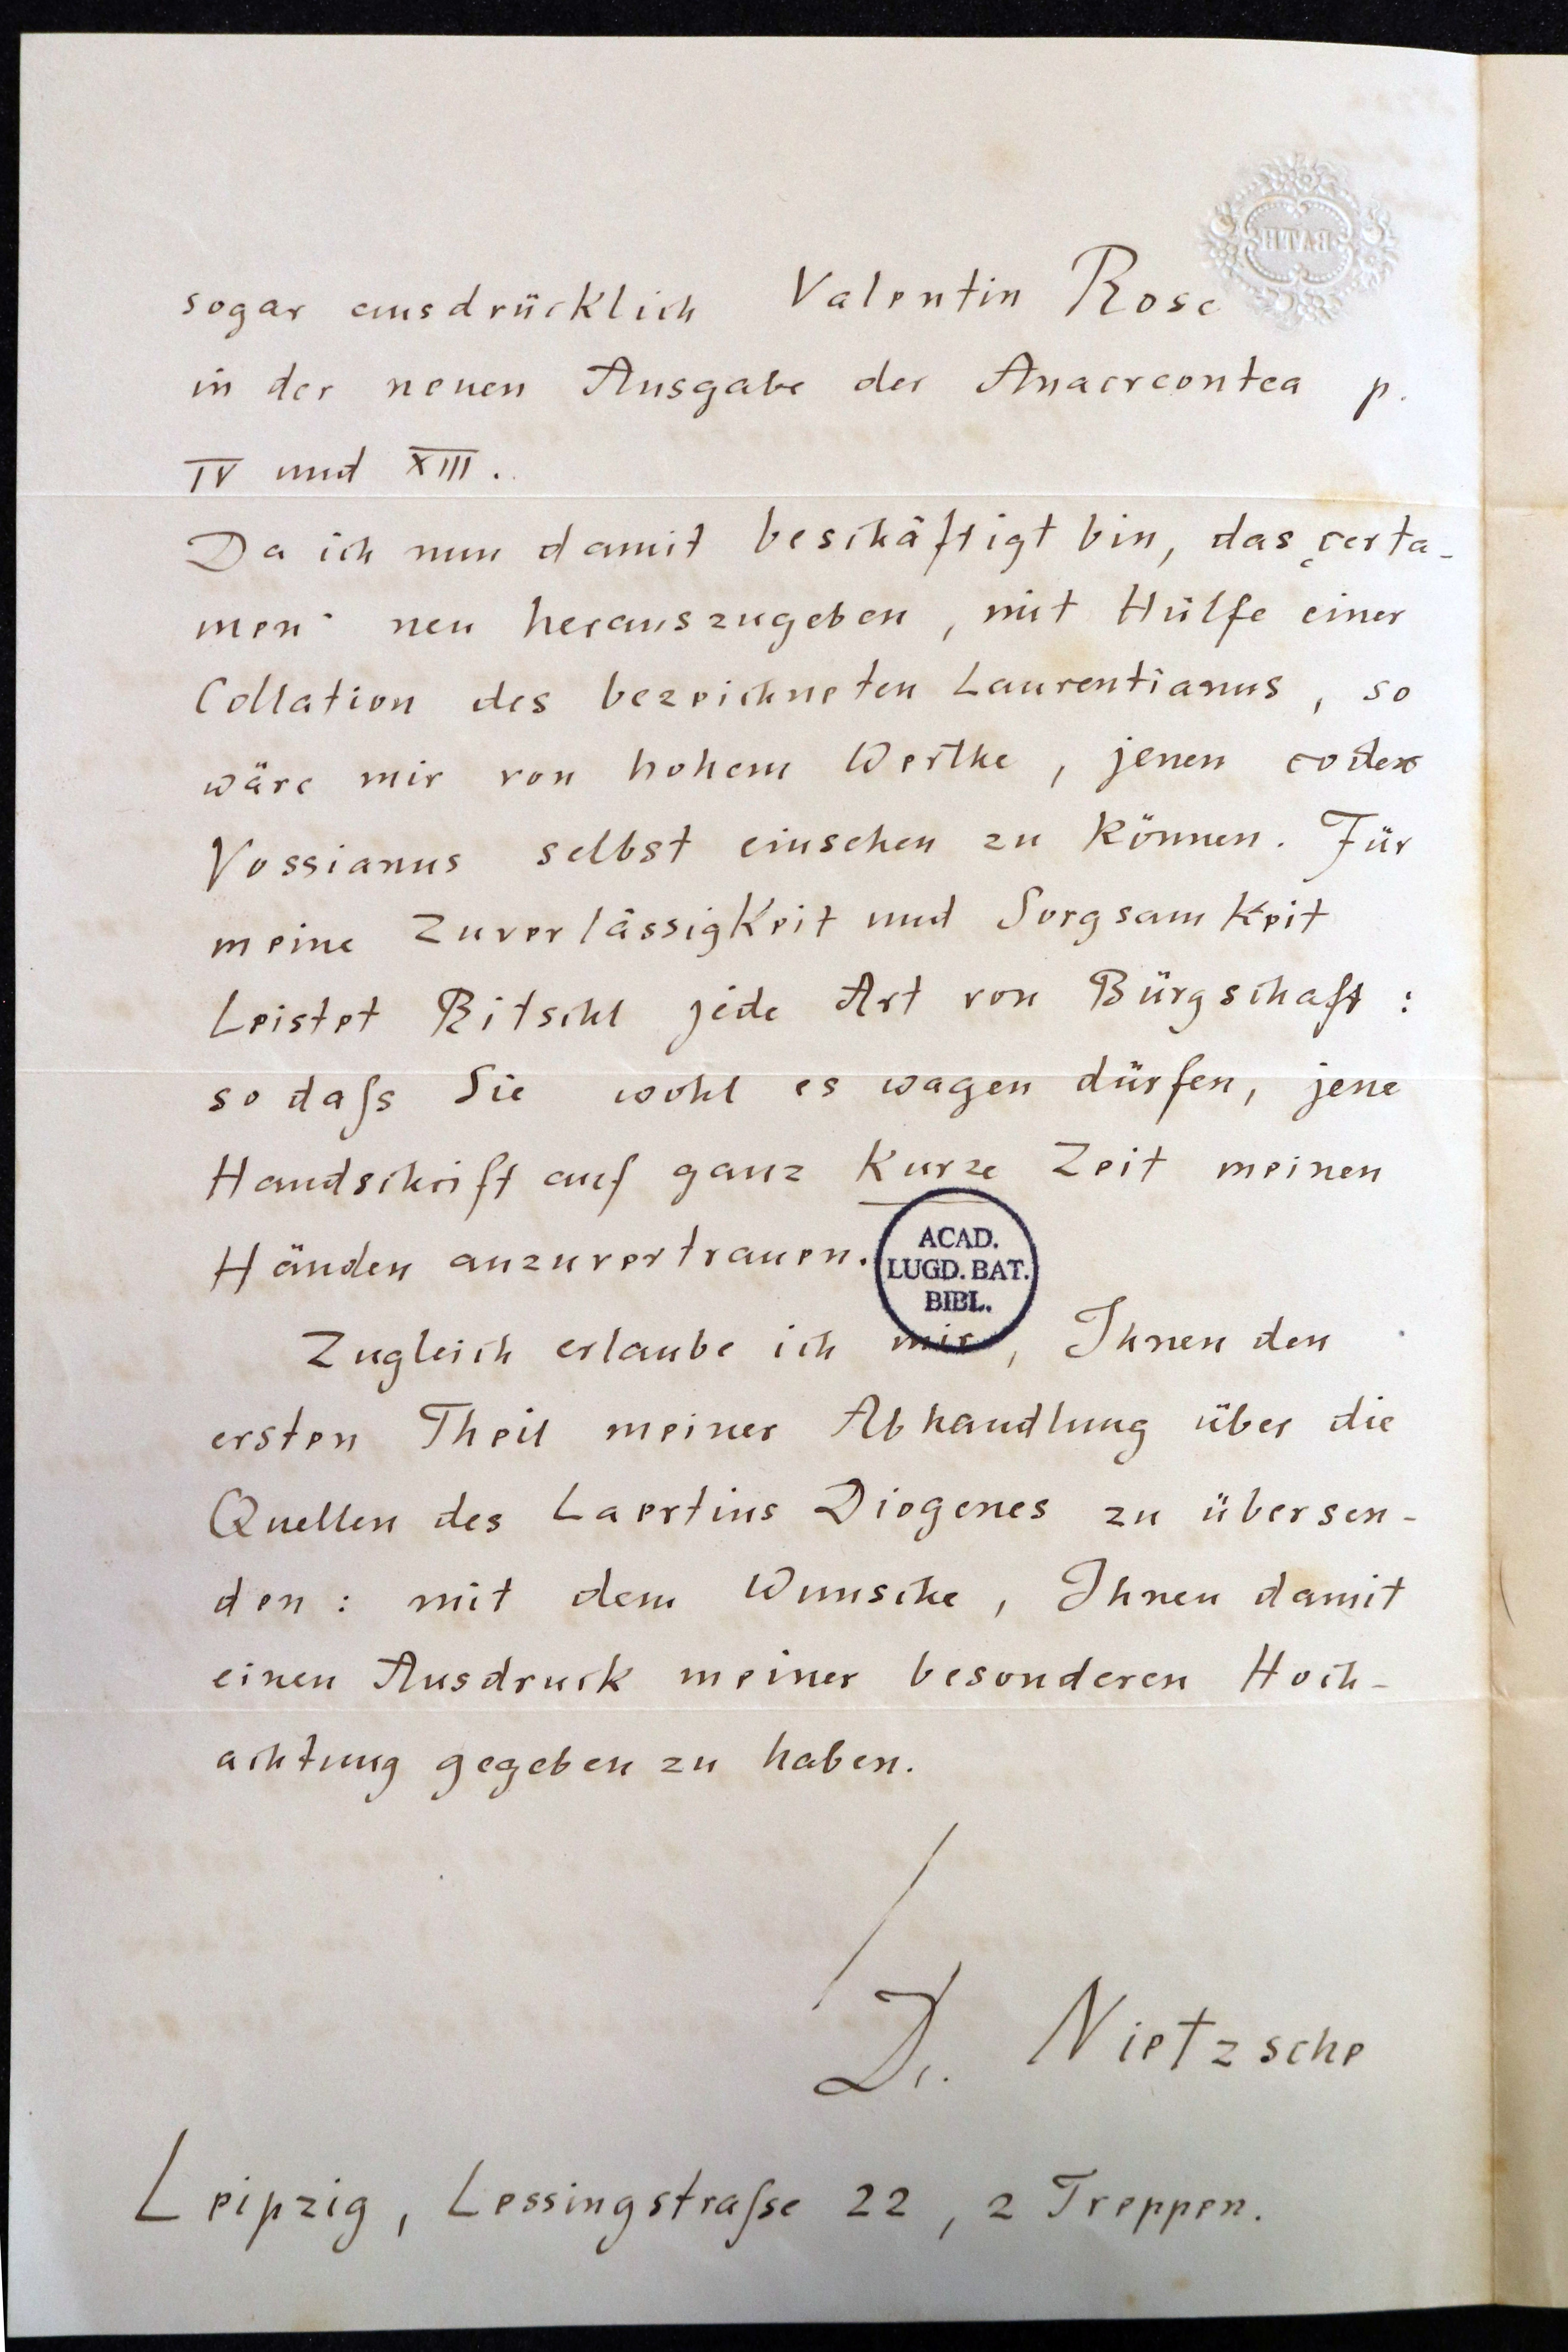 BATH
sogar ausdrücklich Valentin Rose
in der neuen Ausgabe der Anacreontea p.
IV und XIII.
Da ich nun damit beschäftigt bin, das certa-
men neu herauszugeben, mit Hülfe einer
Collation des bezeichneten Laurentianus, so
wäre mir von hohem Werthe, jenen codex
Vossianus selbst einsehen zu können. Für
meine Zuverlässigkeit und Sorgsamkeit
leistet Ritschl jede Art von Bürgschaft:
so daſs Sie wohl es wagen dürfen, jene
Handschrift auf ganz kurze Zeit meinen
Händen anzuvertrauen.
ACAD.
LUGD. BAT.
BIBL.
Zugleich erlaube ich mir, Ihnen den
ersten Theil meiner Abhandlung über die
Quellen des Laertius Diogenes zu übersen-
den: mit dem Wunsche, Ihnen damit
einen Ausdruck meiner besonderen Hoch-
achtung gegeben zu haben.
Dr. Nietzsche
Leipzig, Lessingstraſse 22, 2 Treppen.